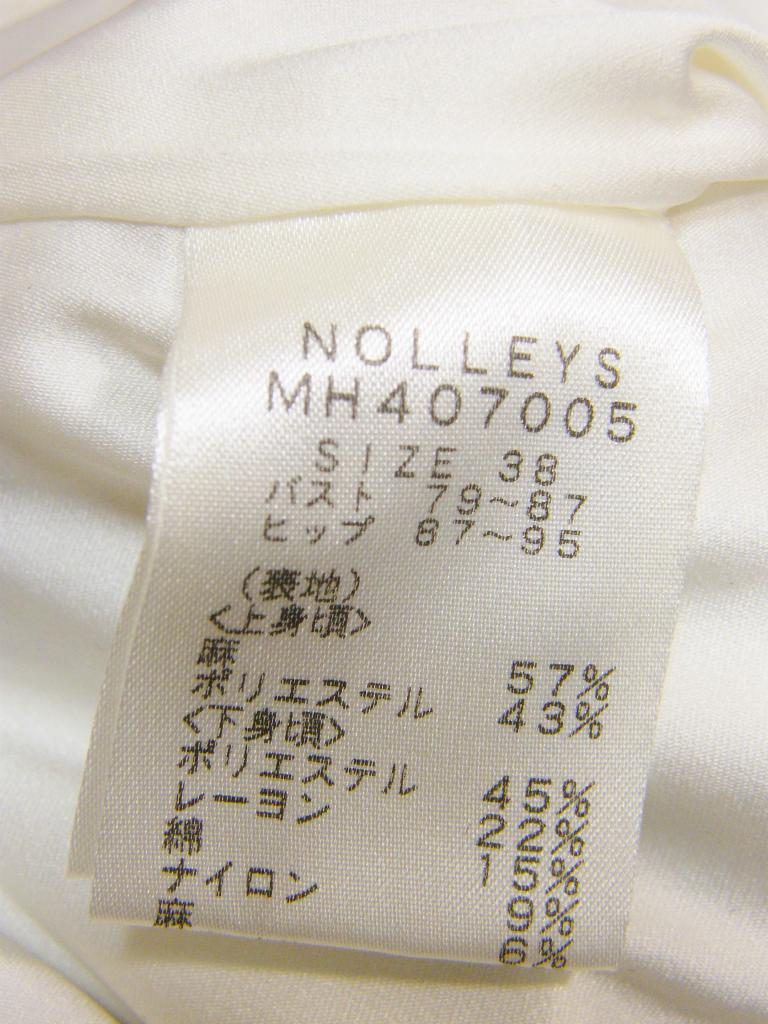 NOLLEYS
MH407005
SIZE 38
バスト 79~87
ヒップ 87~95
(表地)
<上身頃>
麻 57%
ポリエステル 43%
<下身頃>
ポリエステル 45%
レーヨン 22%
綿 15%
ナイロン 9%
麻 6%